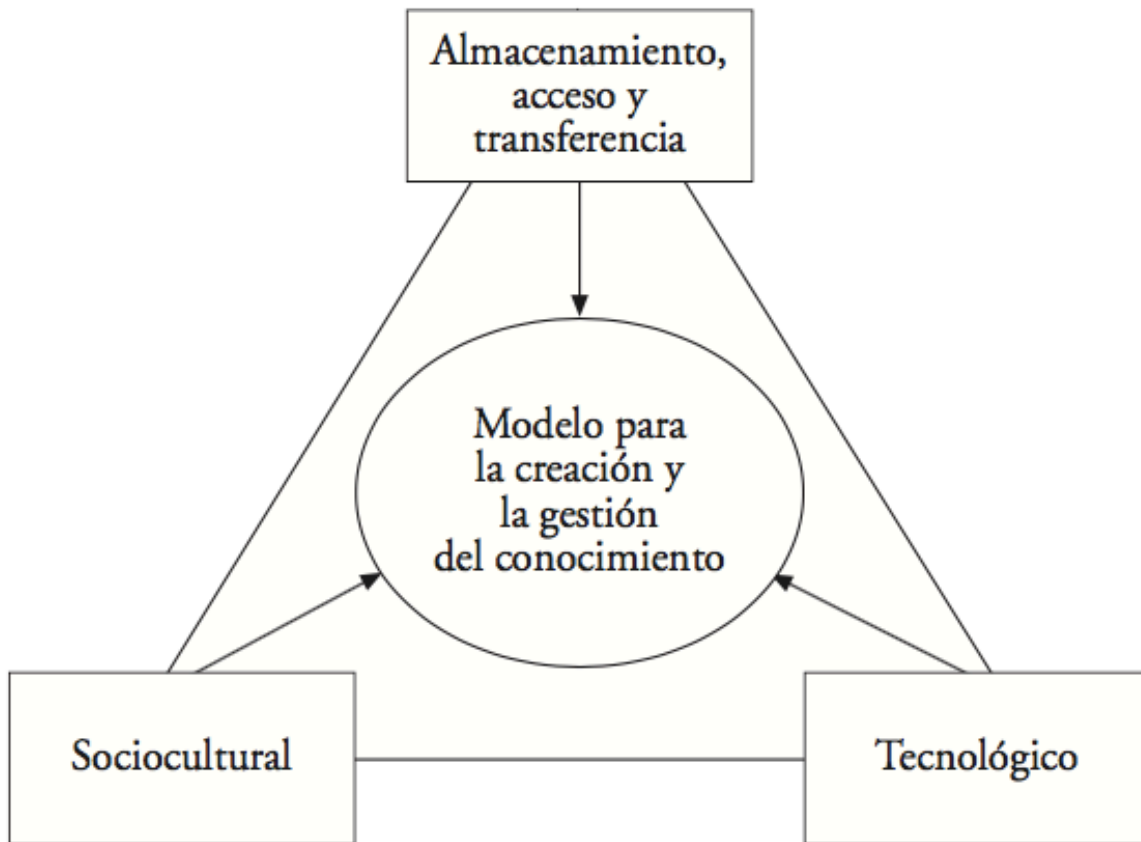 Almacenamiento,
acceso y
transferencia
Modelo para
la creación y
la gestión
del conocimiento
Sociocultural
Tecnológico